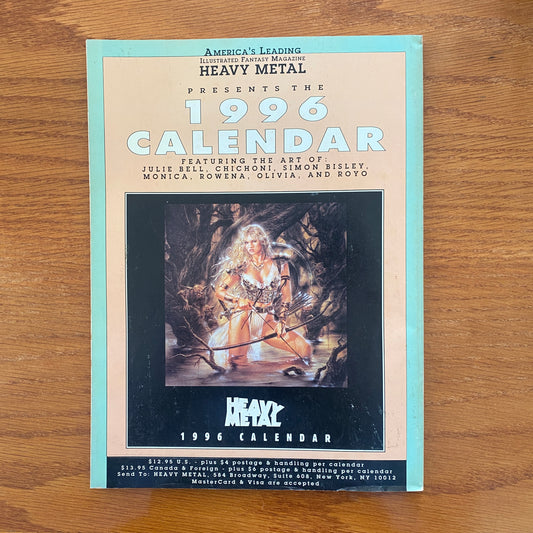 AMERICA'S LEADING
ILLUSTRATED FANTASY MAGAZINE
HEAVY METAL
PRESENTS THE
1996
CALENDAR
FEATURING THE ART OF:
JULIE BELL, CHICHONI, SIMON BISLEY,
MONICA, ROWENA, OLIVIA, AND ROYO
HEAVY
METAL
1996 CALENDAR
$12.95 U.S. - plus $4 postage & handling per calendar
$13.95 Canada & Foreign - plus $6 postage & handling per calendar
Send To: HEAVY METAL, 584 Broadway, Suite 608, New York, NY 10012
MasterCard & Visa are accepted